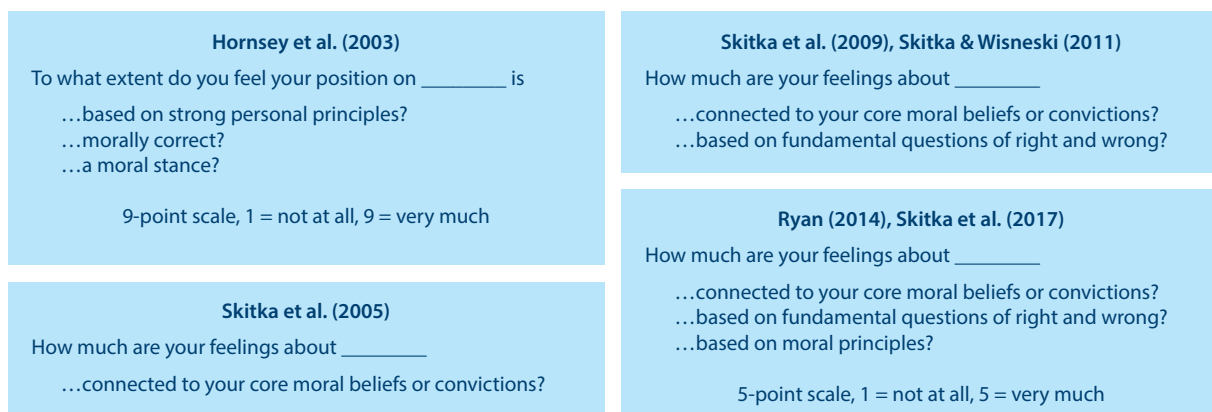 Hornsey et al. (2003)
To what extent do you feel your position on ________ is
…based on strong personal principles?
…morally correct?
…a moral stance?
9-point scale, 1 = not at all, 9 = very much
Skitka et al. (2005)
How much are your feelings about ________
…connected to your core moral beliefs or convictions?
Skitka et al. (2009), Skitka & Wisneski (2011)
How much are your feelings about ________
…connected to your core moral beliefs or convictions?
…based on fundamental questions of right and wrong?
Ryan (2014), Skitka et al. (2017)
How much are your feelings about ________
…connected to your core moral beliefs or convictions?
…based on fundamental questions of right and wrong?
…based on moral principles?
5-point scale, 1 = not at all, 5 = very much